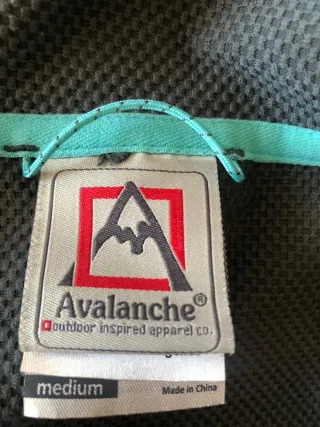 Avalanche®
outdoor inspired apparel co.
medium
Made in China